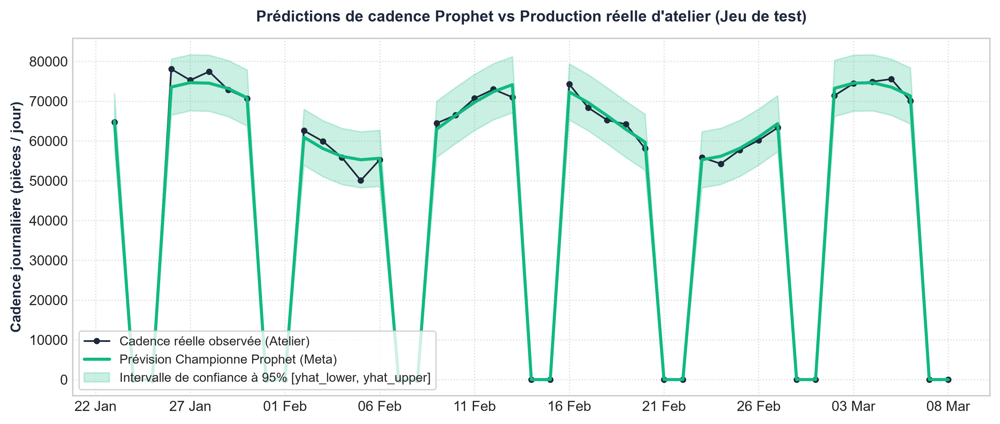 Prédictions de cadence Prophet vs Production réelle d'atelier (Jeu de test)
Cadence journalière (pièces / jour)
80000
70000
60000
50000
40000
30000
20000
10000
0
Cadence réelle observée (Atelier)
Prévision Championne Prophet (Meta)
Intervalle de confiance à 95% [yhat_lower, yhat_upper]
22 Jan
27 Jan
01 Feb
06 Feb
11 Feb
16 Feb
21 Feb
26 Feb
03 Mar
08 Mar